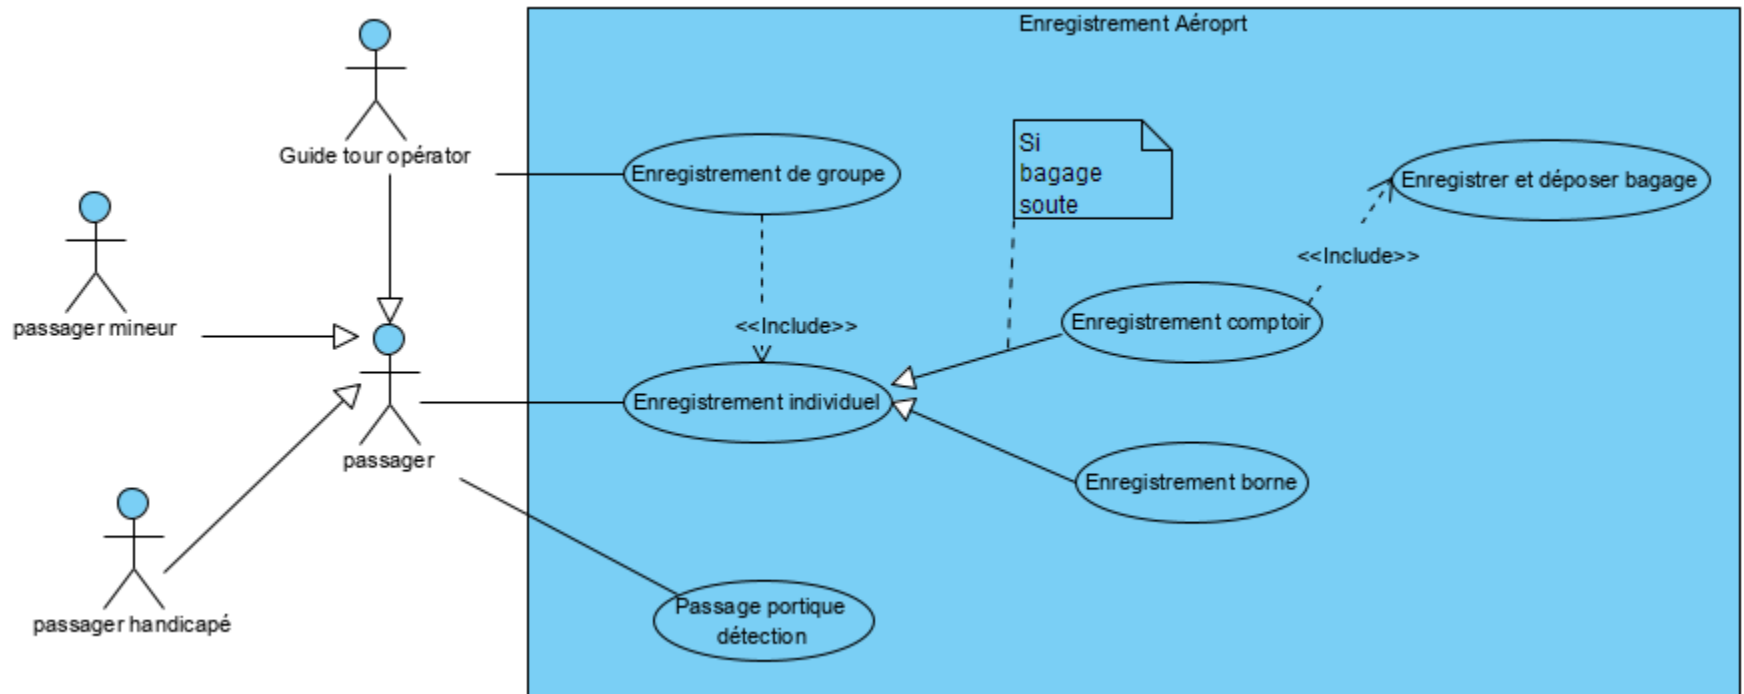 Enregistrement Aéroprt
Guide tour opérator
Enregistrement de groupe
Si
bagage
soute
Enregistrer et déposer bagage
<<Include>>
passager mineur
<<Include>>
Enregistrement comptoir
Enregistrement individuel
passager
Enregistrement borne
passager handicapé
Passage portique
détection